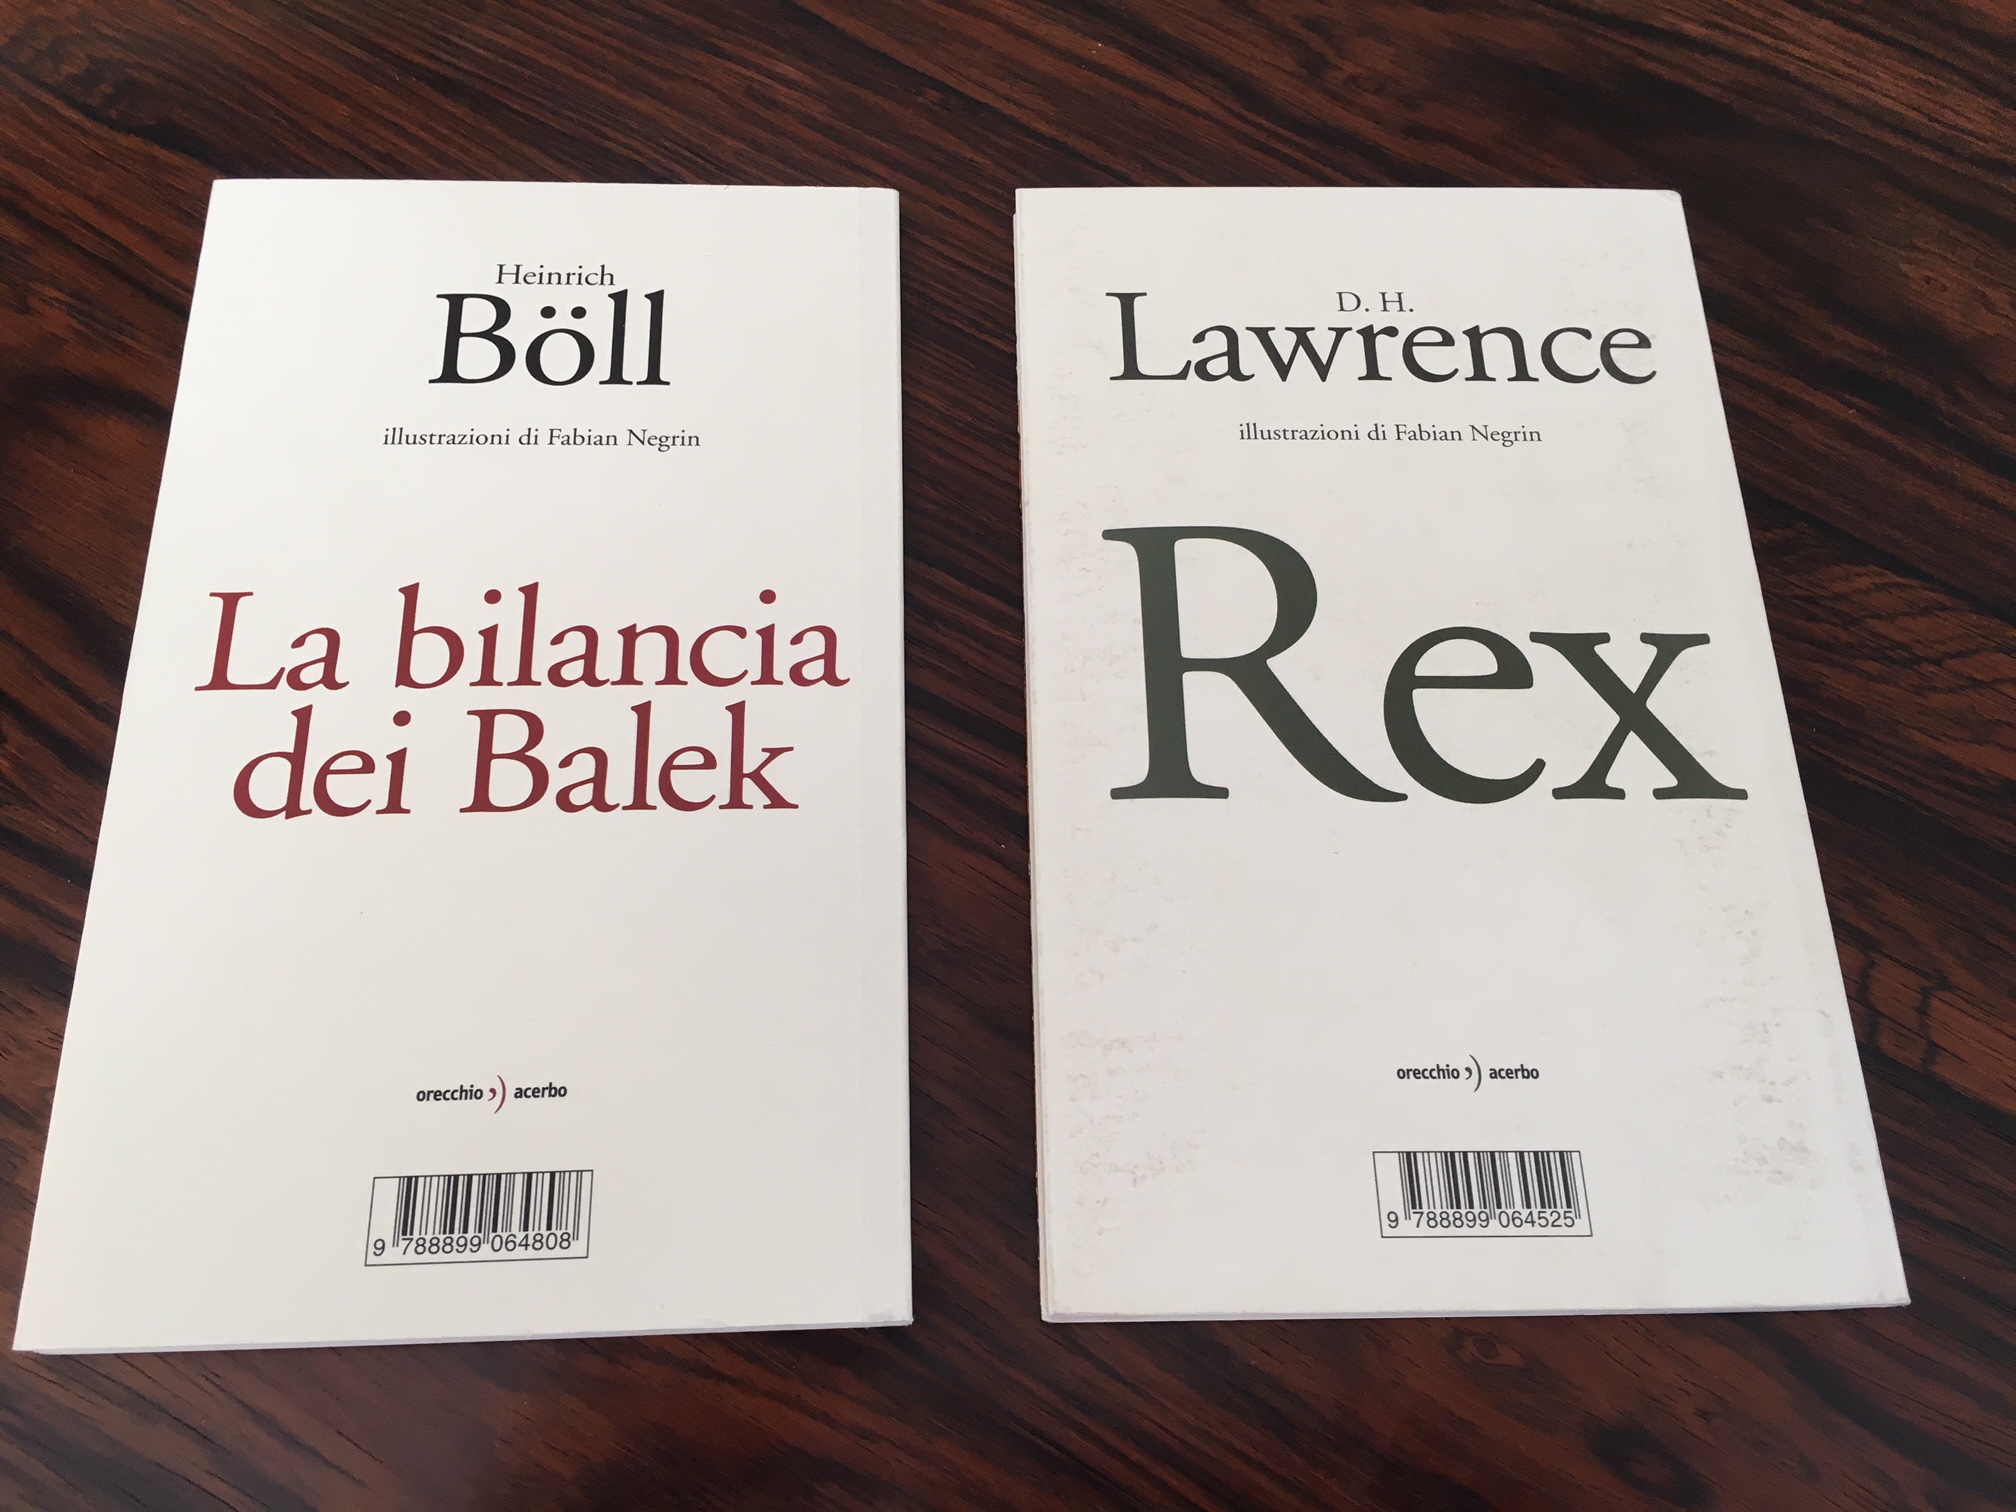 Heinrich
Böll
illustrazioni di Fabian Negrin
La bilancia
dei Balek
orecchio acerbo
9 788899 064808
D. H.
Lawrence
illustrazioni di Fabian Negrin
Rex
orecchio acerbo
9 788899 064525